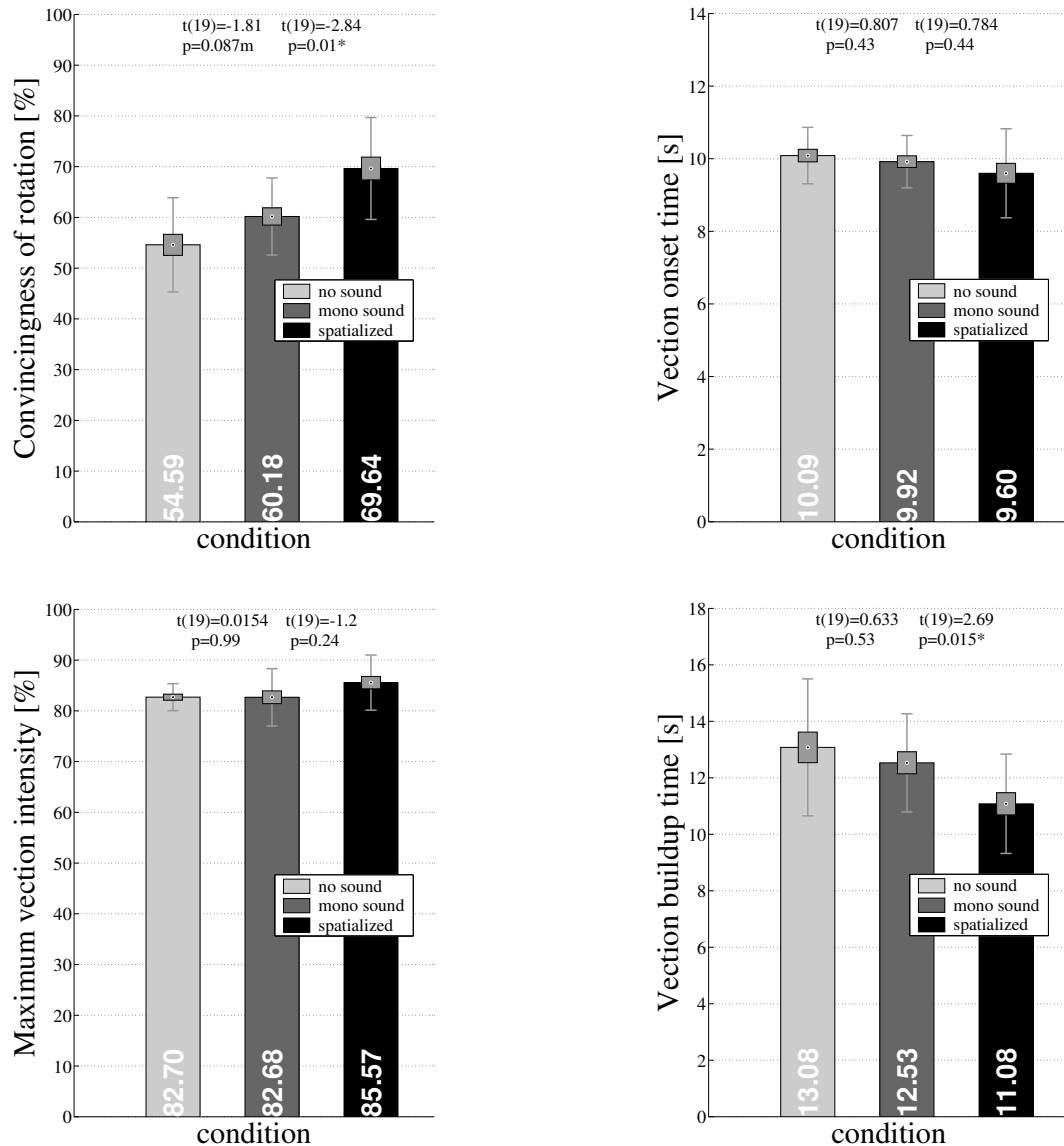 t(19)=-1.81 t(19)=-2.84
p=0.087m p=0.01*
Convincingness of rotation [%]
100
90
80
70
60
50
40
30
20
10
0
no sound
mono sound
spatialized
54.59
60.18
69.64
condition
t(19)=0.807 t(19)=0.784
p=0.43 p=0.44
Vection onset time [s]
14
12
10
8
6
4
2
0
no sound
mono sound
spatialized
10.09
9.92
9.60
condition
t(19)=0.0154 t(19)=-1.2
p=0.99 p=0.24
Maximum vection intensity [%]
100
90
80
70
60
50
40
30
20
10
0
no sound
mono sound
spatialized
82.70
82.68
85.57
condition
t(19)=0.633 t(19)=2.69
p=0.53 p=0.015*
Vection buildup time [s]
18
16
14
12
10
8
6
4
2
0
no sound
mono sound
spatialized
13.08
12.53
11.08
condition